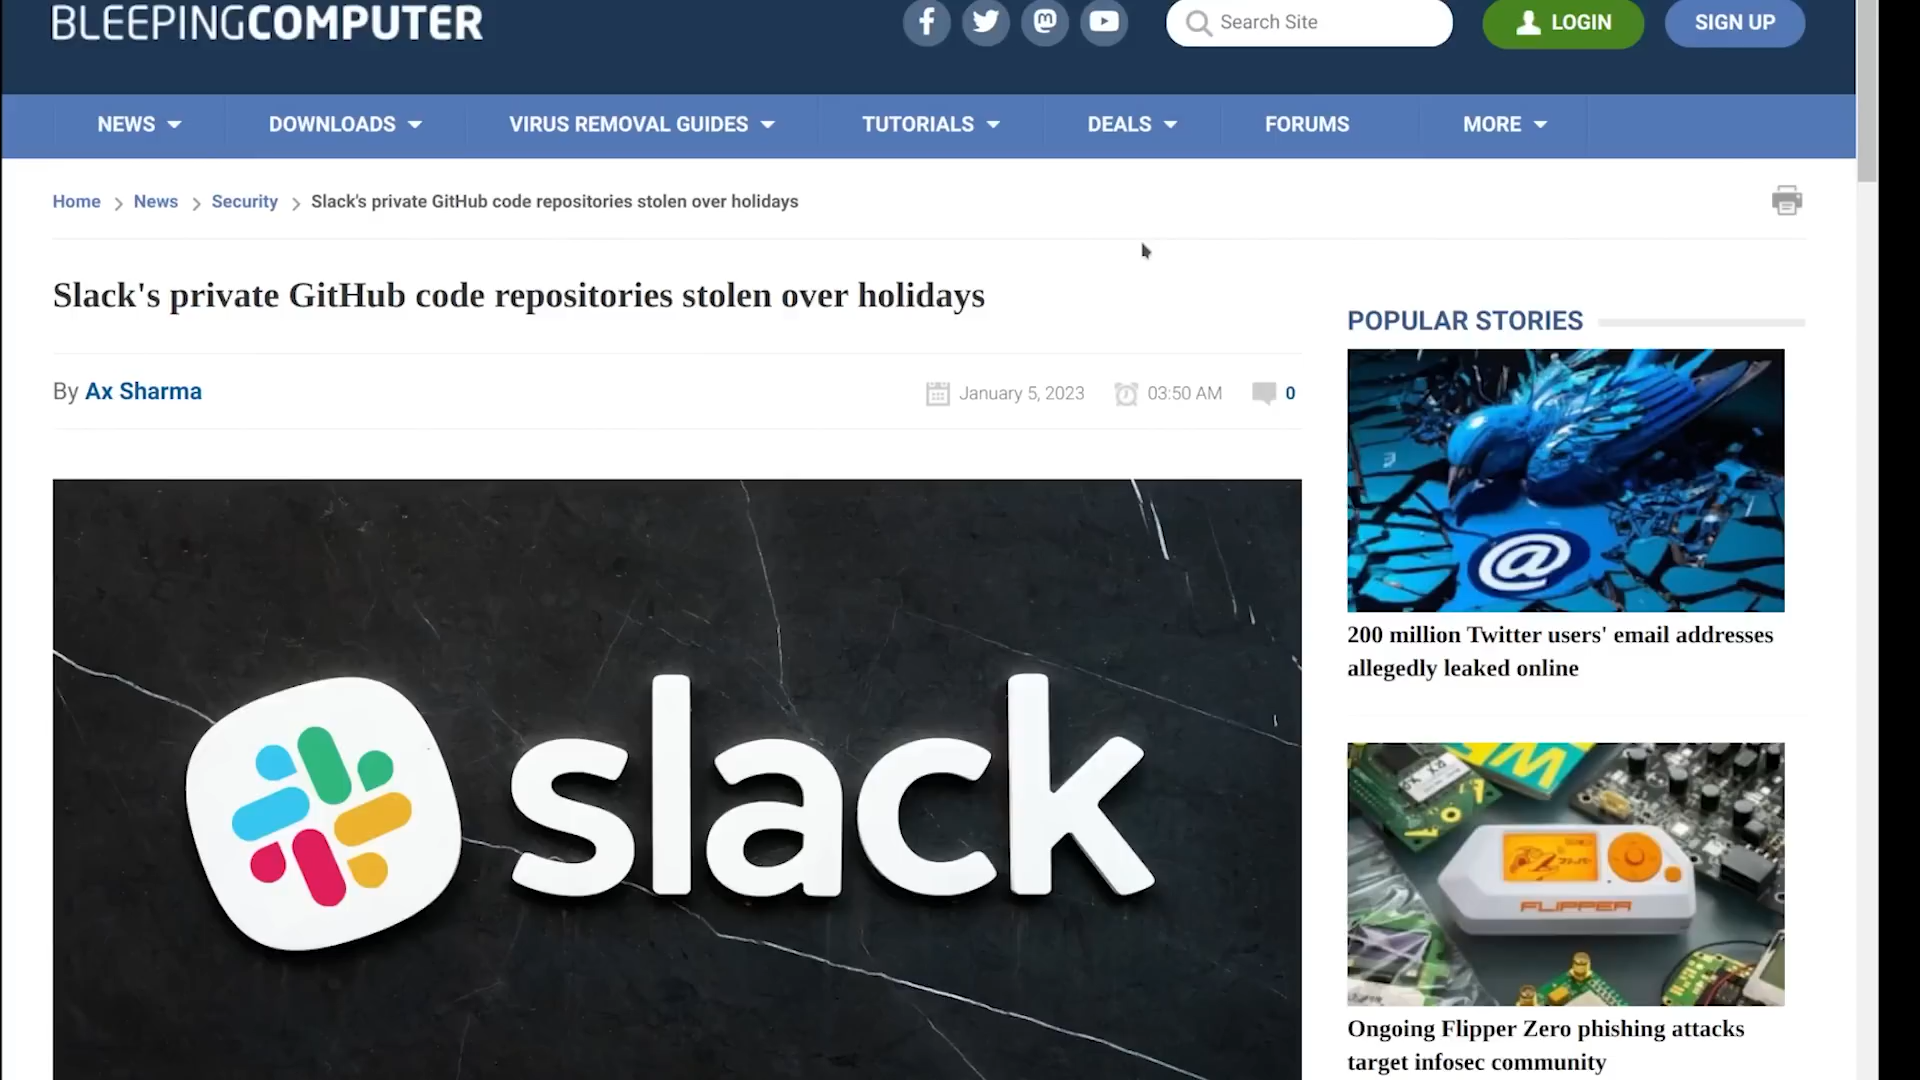 BLEEPINGCOMPUTER
Search Site
LOGIN
SIGN UP
NEWS
DOWNLOADS
VIRUS REMOVAL GUIDES
TUTORIALS
DEALS
FORUMS
MORE
Home
News
Security
Slack's private GitHub code repositories stolen over holidays
Slack's private GitHub code repositories stolen over holidays
By Ax Sharma
January 5, 2023
03:50 AM
0
slack
POPULAR STORIES
@
200 million Twitter users' email addresses
allegedly leaked online
FLIPPER
Ongoing Flipper Zero phishing attacks
target infosec community